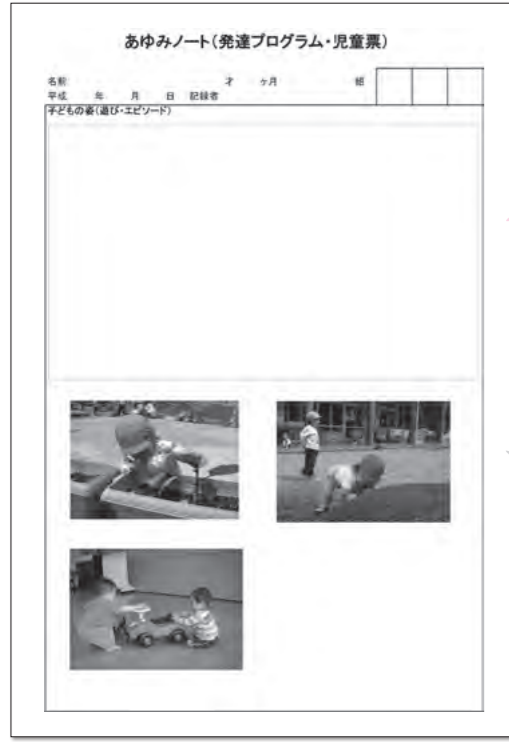 あゆみノート(発達プログラム・児童票)
名前 才 ヶ月 組
平成 年 月 日 記録者
子どもの姿(遊び・エピソード)